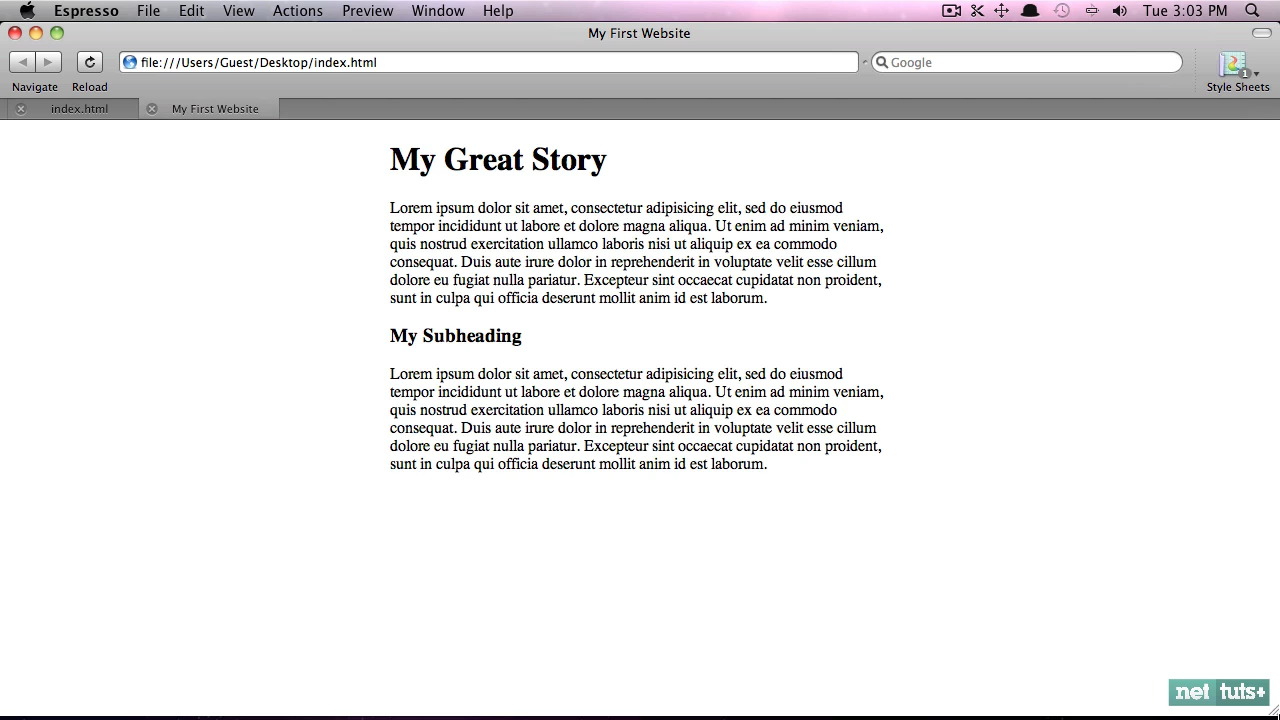 Espresso File Edit View Actions Preview Window Help Tue 3:03 PM
My First Website
file:///Users/Guest/Desktop/index.html Google
Navigate Reload Style Sheets
1
index.html My First Website
My Great Story
Lorem ipsum dolor sit amet, consectetur adipisicing elit, sed do eiusmod
tempor incididunt ut labore et dolore magna aliqua. Ut enim ad minim veniam,
quis nostrud exercitation ullamco laboris nisi ut aliquip ex ea commodo
consequat. Duis aute irure dolor in reprehenderit in voluptate velit esse cillum
dolore eu fugiat nulla pariatur. Excepteur sint occaecat cupidatat non proident,
sunt in culpa qui officia deserunt mollit anim id est laborum.
My Subheading
Lorem ipsum dolor sit amet, consectetur adipisicing elit, sed do eiusmod
tempor incididunt ut labore et dolore magna aliqua. Ut enim ad minim veniam,
quis nostrud exercitation ullamco laboris nisi ut aliquip ex ea commodo
consequat. Duis aute irure dolor in reprehenderit in voluptate velit esse cillum
dolore eu fugiat nulla pariatur. Excepteur sint occaecat cupidatat non proident,
sunt in culpa qui officia deserunt mollit anim id est laborum.
net tuts+